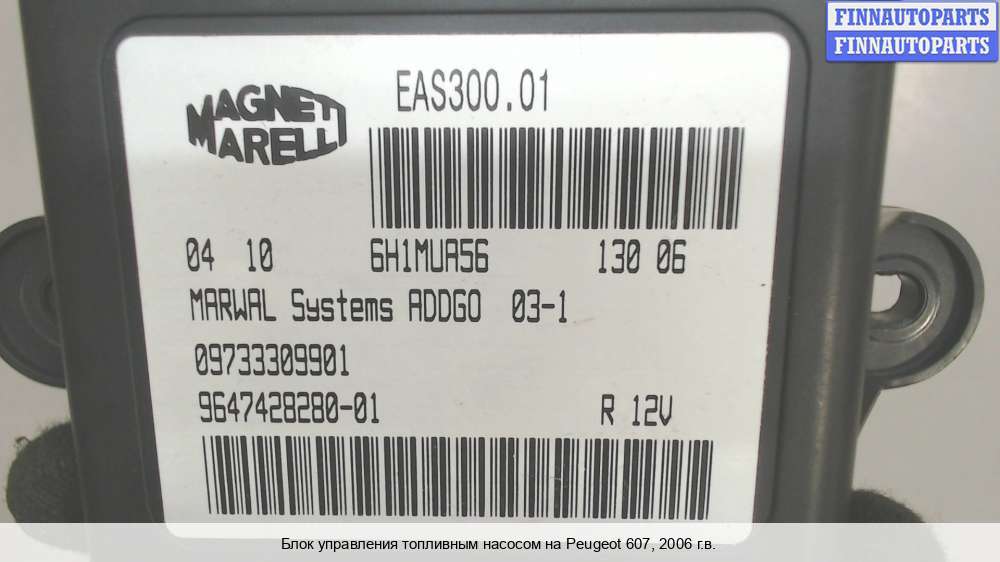 FINNAUTOPARTS
FINNAUTOPARTS
MAGNETI
MARELLI
EAS300.01
04 10 6H1MUA56 130 06
MARWAL Systems ADDGO 03-1
09733309901
9647428280-01 R 12V
Блок управления топливным насосом на Peugeot 607, 2006 г.в.